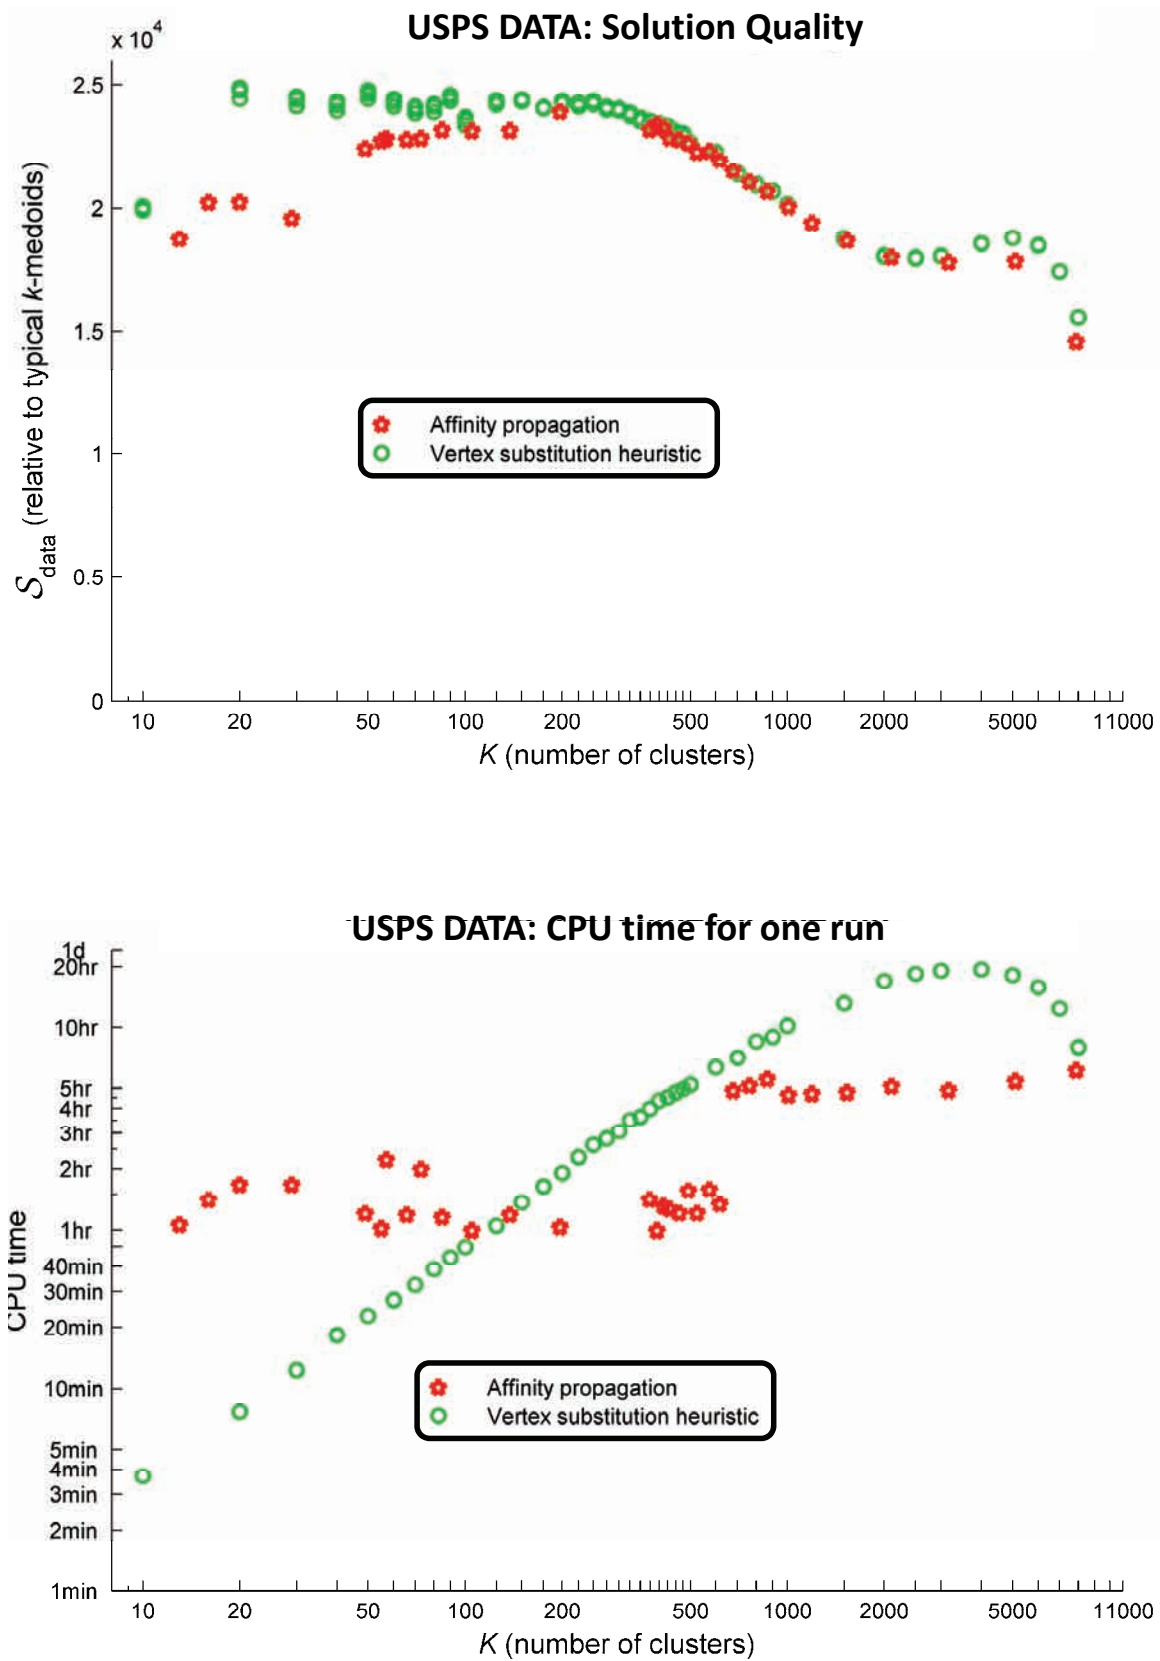 USPS DATA: Solution Quality
x 10^4
2.5
2
1.5
1
0.5
0
S_data (relative to typical k-medoids)
Affinity propagation
Vertex substitution heuristic
10 20 50 100 200 500 1000 2000 5000 11000
K (number of clusters)
USPS DATA: CPU time for one run
1d
20hr
10hr
5hr
4hr
3hr
2hr
1hr
40min
30min
20min
10min
5min
4min
3min
2min
1min
CPU time
Affinity propagation
Vertex substitution heuristic
10 20 50 100 200 500 1000 2000 5000 11000
K (number of clusters)